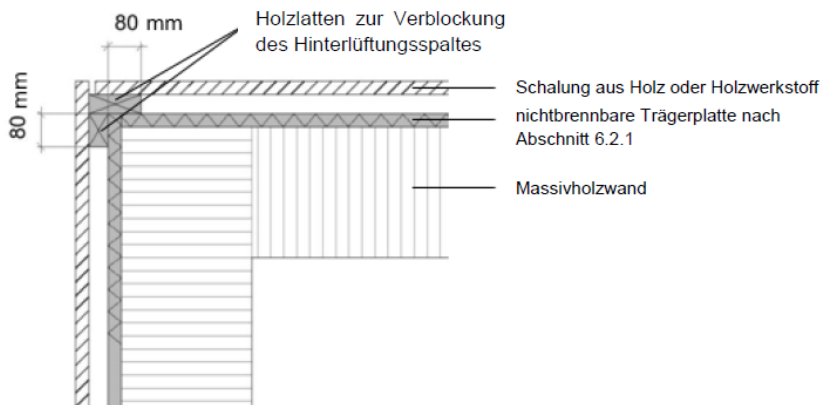 80 mm
Holzlatten zur Verblockung
des Hinterlüftungsspaltes
80 mm
Schalung aus Holz oder Holzwerkstoff
nichtbrennbare Trägerplatte nach
Abschnitt 6.2.1
Massivholzwand